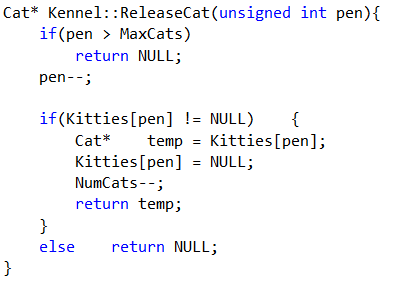 Cat* Kennel::ReleaseCat(unsigned int pen){
    if(pen > MaxCats)
        return NULL;
    pen--;

    if(Kitties[pen] != NULL)    {
        Cat*    temp = Kitties[pen];
        Kitties[pen] = NULL;
        NumCats--;
        return temp;
    }
    else    return NULL;
}